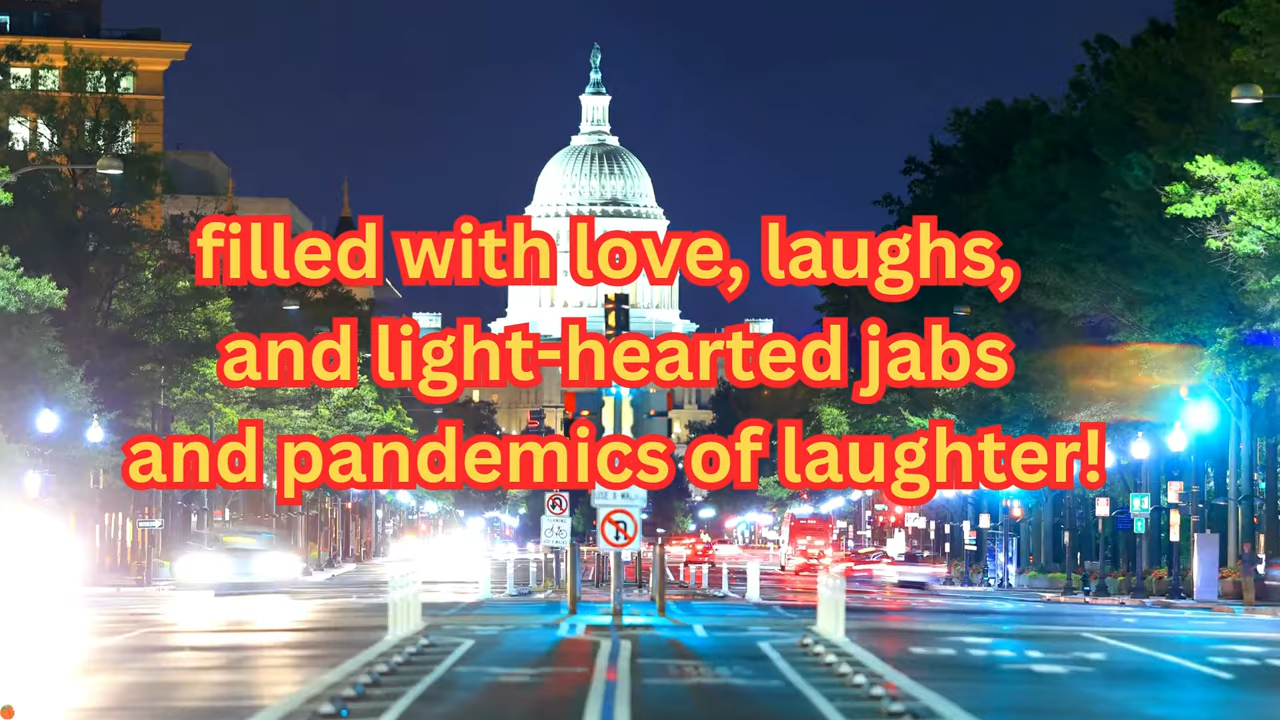 filled with love, laughs,
and light-hearted jabs
and pandemics of laughter!